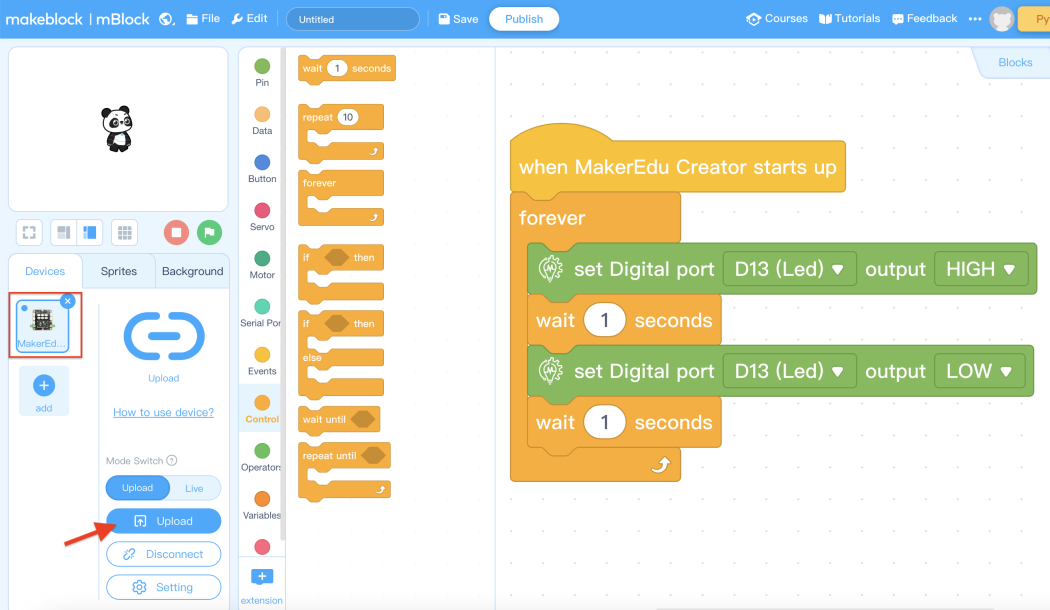 makeblock | mBlock File Edit Untitled Save Publish Courses Tutorials Feedback Py
Blocks
Devices Sprites Background
MakerEd...
add
Upload
How to use device?
Mode Switch
Upload Live
Upload
Disconnect
Setting
Pin
Data
Button
Servo
Motor
Serial Por
Events
Control
Operators
Variables
extension
wait 1 seconds
repeat 10
forever
if then
if then
else
wait until
repeat until
when MakerEdu Creator starts up
forever
set Digital port D13 (Led) output HIGH
wait 1 seconds
set Digital port D13 (Led) output LOW
wait 1 seconds